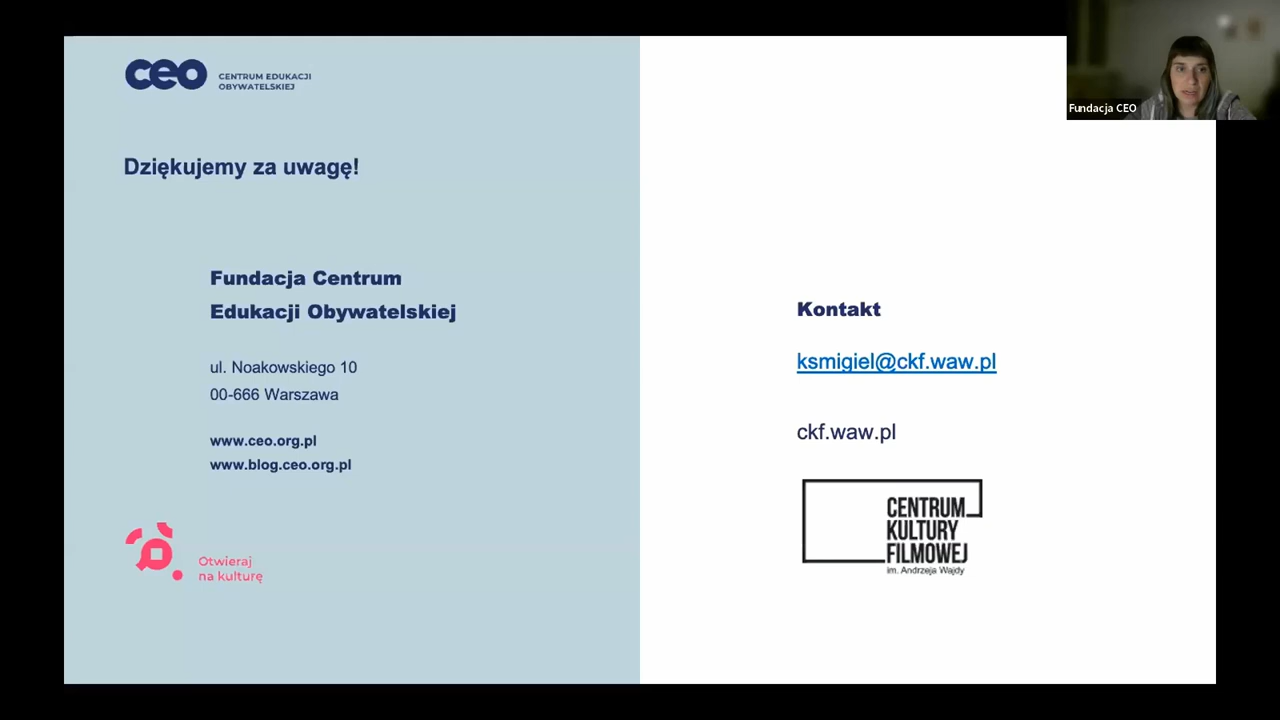 ceo
CENTRUM EDUKACJI
OBYWATELSKIEJ
Dziękujemy za uwagę!
Fundacja Centrum
Edukacji Obywatelskiej
ul. Noakowskiego 10
00-666 Warszawa
www.ceo.org.pl
www.blog.ceo.org.pl
Otwieraj
na kulturę
Fundacja CEO
Kontakt
ksmigiel@ckf.waw.pl
ckf.waw.pl
CENTRUM
KULTURY
FILMOWEJ
im. Andrzeja Wajdy